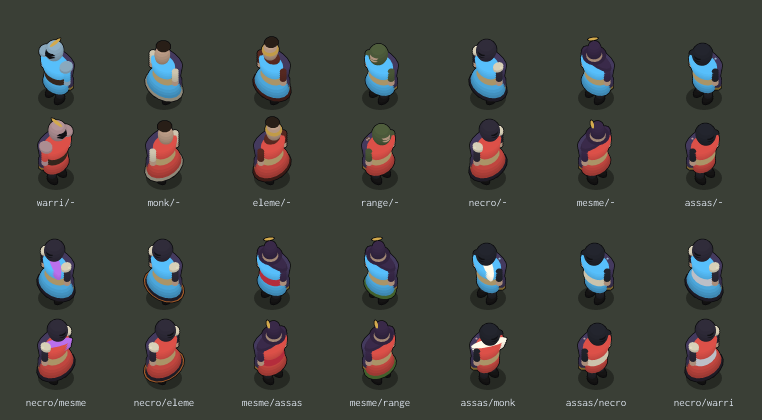 warri/- monk/- eleme/- range/- necro/- mesme/- assas/-
necro/mesme necro/eleme mesme/assas mesme/range assas/monk assas/necro necro/warri